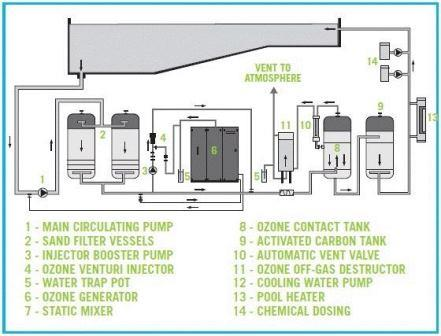 14
VENT TO
ATMOSPHERE
9
13
2
4
10
11
8
6
3
5
5
1
1 - MAIN CIRCULATING PUMP
2 - SAND FILTER VESSELS
3 - INJECTOR BOOSTER PUMP
4 - OZONE VENTURI INJECTOR
5 - WATER TRAP POT
6 - OZONE GENERATOR
7 - STATIC MIXER
8 - OZONE CONTACT TANK
9 - ACTIVATED CARBON TANK
10 - AUTOMATIC VENT VALVE
11 - OZONE OFF-GAS DESTRUCTOR
12 - COOLING WATER PUMP
13 - POOL HEATER
14 - CHEMICAL DOSING